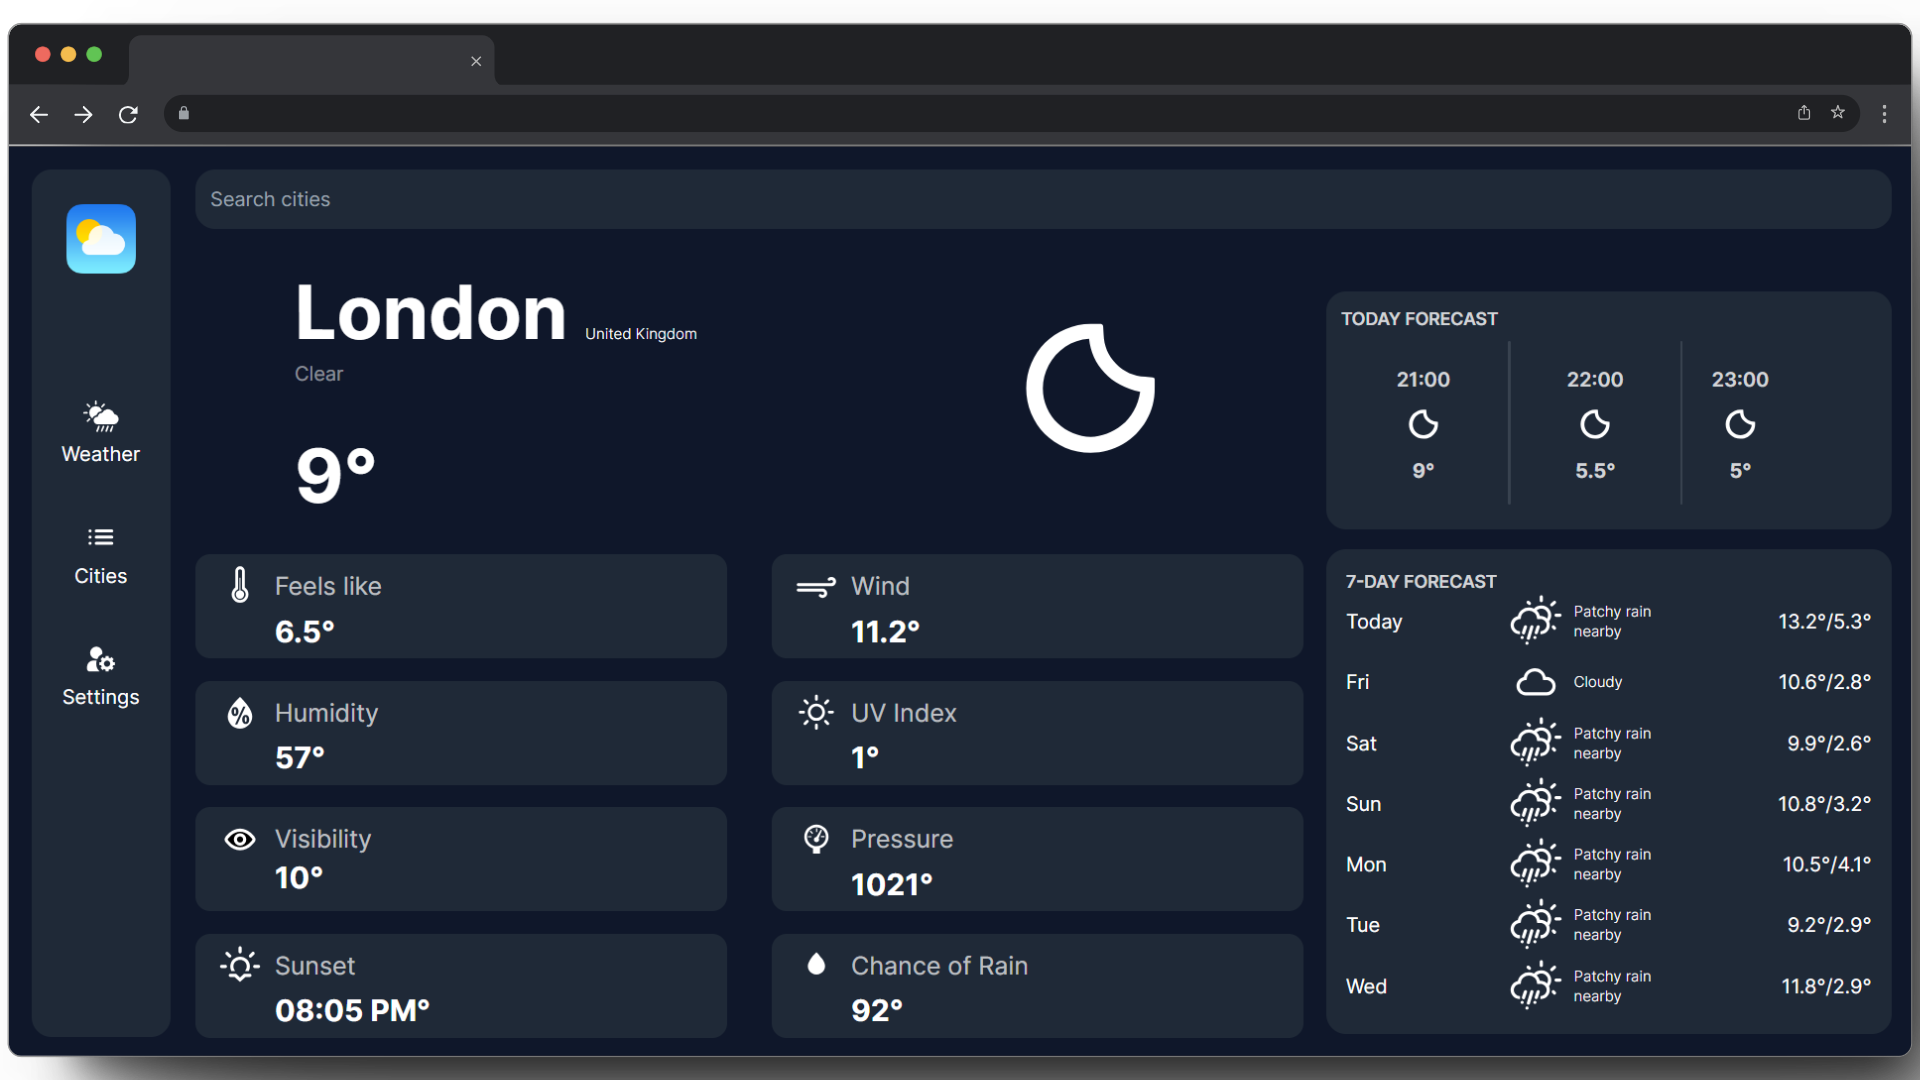 Search cities
Weather
Cities
Settings
London United Kingdom
Clear
9°
TODAY FORECAST
21:00 22:00 23:00
9° 5.5° 5°
Feels like
6.5°
Wind
11.2°
Humidity
57°
UV Index
1°
Visibility
10°
Pressure
1021°
Sunset
08:05 PM°
Chance of Rain
92°
7-DAY FORECAST
Today Patchy rain
nearby 13.2°/5.3°
Fri Cloudy 10.6°/2.8°
Sat Patchy rain
nearby 9.9°/2.6°
Sun Patchy rain
nearby 10.8°/3.2°
Mon Patchy rain
nearby 10.5°/4.1°
Tue Patchy rain
nearby 9.2°/2.9°
Wed Patchy rain
nearby 11.8°/2.9°